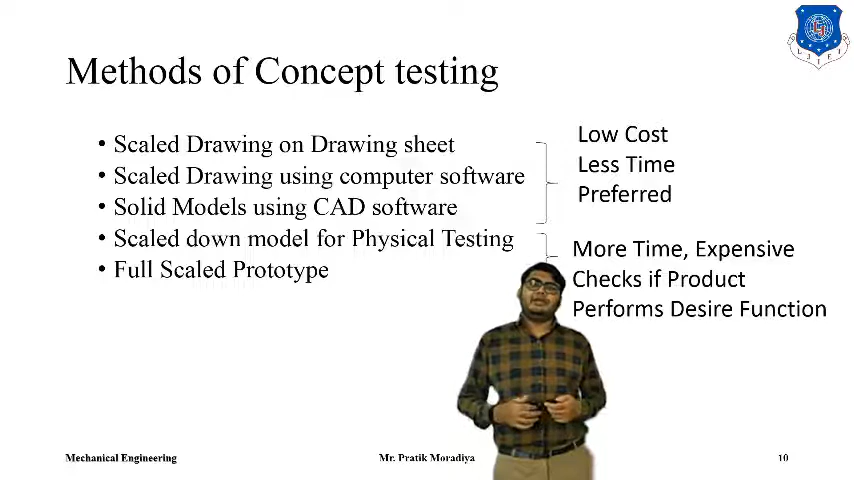 Methods of Concept testing
• Scaled Drawing on Drawing sheet
• Scaled Drawing using computer software
• Solid Models using CAD software
• Scaled down model for Physical Testing
• Full Scaled Prototype
Low Cost
Less Time
Preferred
More Time, Expensive
Checks if Product
Performs Desire Function
Mechanical Engineering
Mr. Pratik Moradiya
10